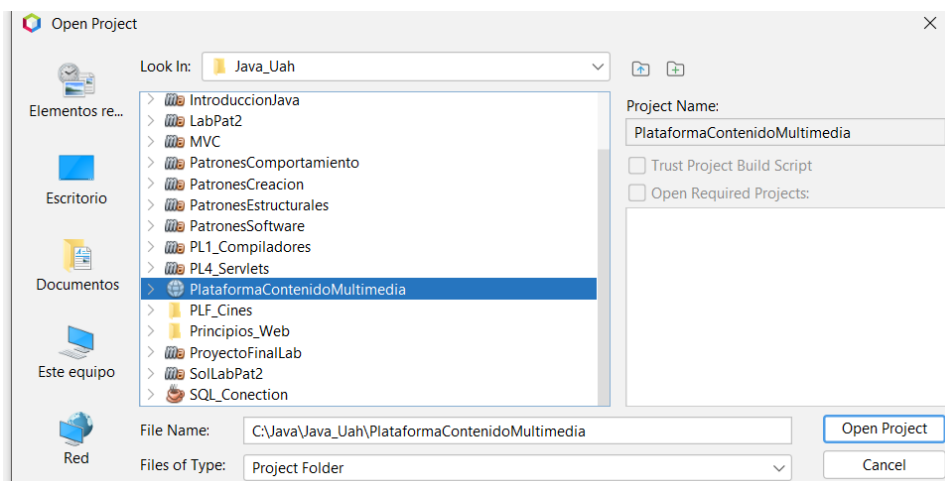 Open Project
Look In: Java_Uah
Elementos re...
Escritorio
Documentos
Este equipo
Red
IntroduccionJava
LabPat2
MVC
PatronesComportamiento
PatronesCreacion
PatronesEstructurales
PatronesSoftware
PL1_Compiladores
PL4_Servlets
PlataformaContenidoMultimedia
PLF_Cines
Principios_Web
ProyectoFinalLab
SolLabPat2
SQL_Conection
Project Name:
PlataformaContenidoMultimedia
Trust Project Build Script
Open Required Projects:
File Name: C:\Java\Java_Uah\PlataformaContenidoMultimedia
Open Project
Files of Type: Project Folder
Cancel